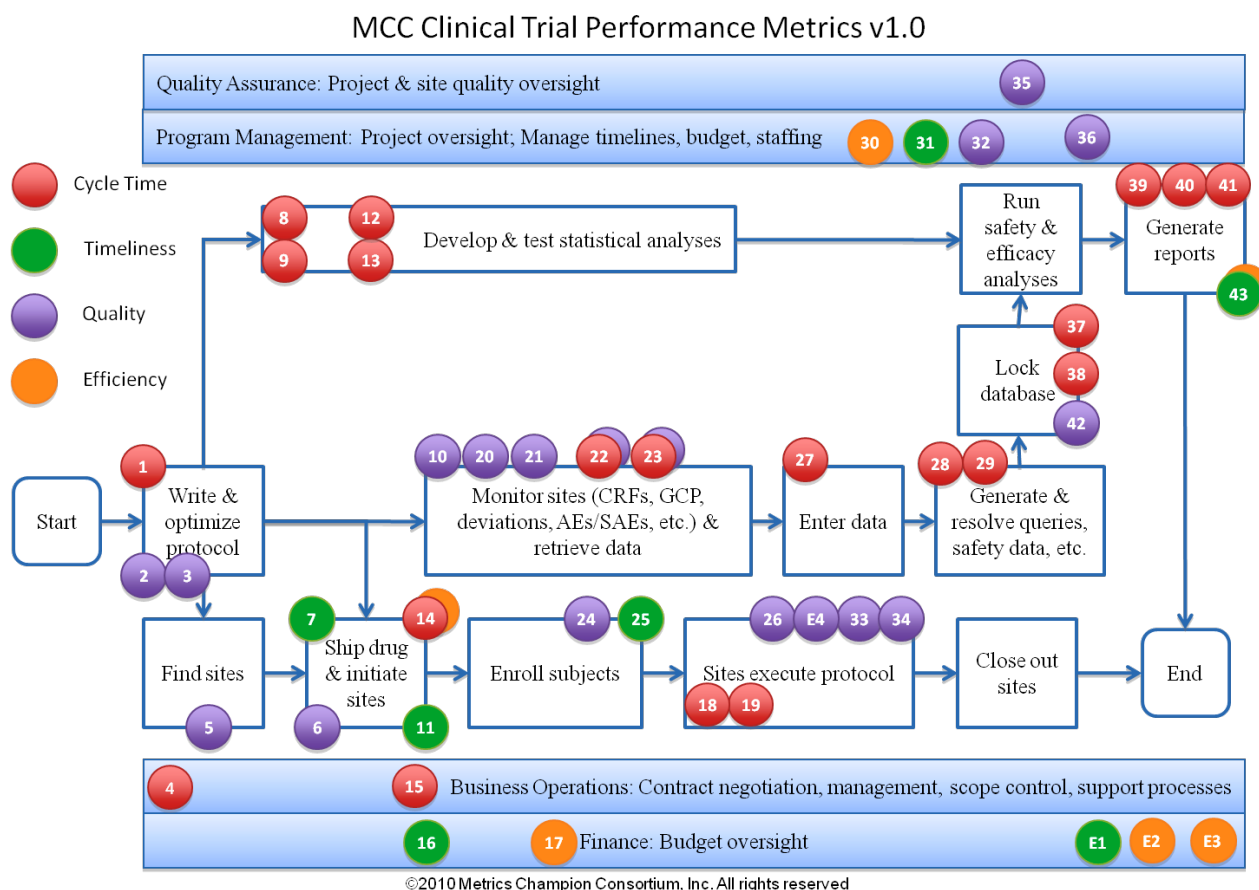 MCC Clinical Trial Performance Metrics v1.0
Quality Assurance: Project & site quality oversight
35
Program Management: Project oversight; Manage timelines, budget, staffing
30
31
32
36
Cycle Time
Timeliness
Quality
Efficiency
8
12
9
13
Develop & test statistical analyses
Run
safety &
efficacy
analyses
39
40
41
Generate
reports
43
37
38
42
Lock
database
Start
1
Write &
optimize
protocol
2
3
10
20
21
22
23
Monitor sites (CRFs, GCP,
deviations, AEs/SAEs, etc.) &
retrieve data
27
Enter data
28
29
Generate &
resolve queries,
safety data, etc.
Find sites
5
7
14
Ship drug
& initiate
sites
6
11
24
25
Enroll subjects
26
E4
33
34
Sites execute protocol
18
19
Close out
sites
End
4
15
Business Operations: Contract negotiation, management, scope control, support processes
16
17
Finance: Budget oversight
E1
E2
E3
©2010 Metrics Champion Consortium, Inc. All rights reserved